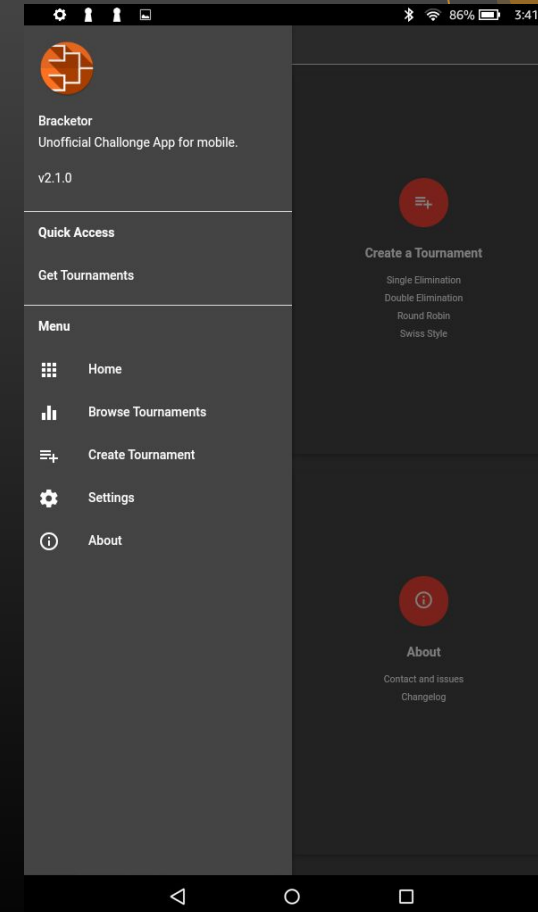 86%
3:41
Bracketor
Unofficial Challonge App for mobile.
v2.1.0
Quick Access
Get Tournaments
Menu
Home
Browse Tournaments
Create Tournament
Settings
About
Create a Tournament
Single Elimination
Double Elimination
Round Robin
Swiss Style
About
Contact and issues
Changelog